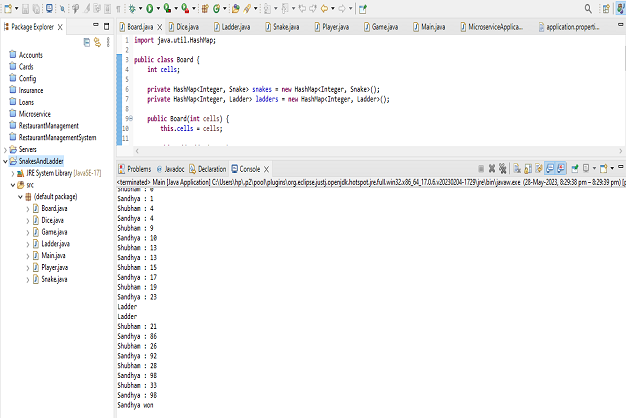 Package Explorer
Accounts
Cards
Config
Insurance
Loans
Microservice
RestaurantManagement
RestaurantManagementSystem
Servers
SnakesAndLadder
JRE System Library [JavaSE-17]
src
(default package)
Board.java
Dice.java
Game.java
Ladder.java
Main.java
Player.java
Snake.java
Board.java
Dice.java
Ladder.java
Snake.java
Player.java
Game.java
Main.java
MicroserviceApplica...
application.properti...
1 import java.util.HashMap;
2
3 public class Board {
4 int cells;
5
6 private HashMap<Integer, Snake> snakes = new HashMap<Integer, Snake>();
7 private HashMap<Integer, Ladder> ladders = new HashMap<Integer, Ladder>();
8
9 public Board(int cells) {
10 this.cells = cells;
11
Problems
Javadoc
Declaration
Console
<terminated> Main [Java Application] C:\Users\hp\.p2\pool\plugins\org.eclipse.justj.openjdk.hotspot.jre.full.win32.x86_64_17.0.6.v20230204-1729\jre\bin\javaw.exe (28-May-2023, 8:29:38 pm – 8:29:39 pm) [p
Shubham : 0
Sandhya : 1
Shubham : 4
Sandhya : 4
Shubham : 9
Sandhya : 10
Shubham : 13
Sandhya : 13
Shubham : 15
Sandhya : 17
Shubham : 19
Sandhya : 23
Ladder
Ladder
Shubham : 21
Sandhya : 86
Shubham : 26
Sandhya : 92
Shubham : 28
Sandhya : 98
Shubham : 33
Sandhya : 98
Sandhya won